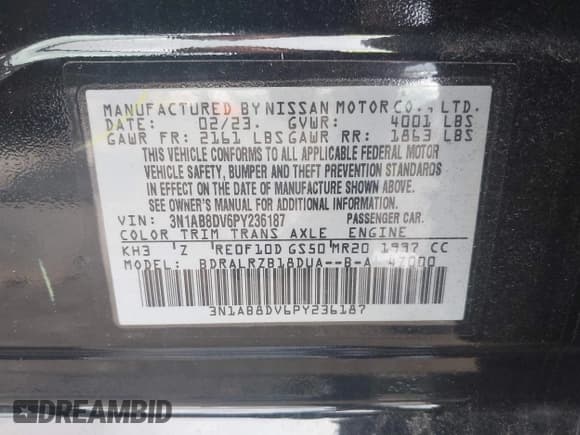 MANUFACTURED BY NISSAN MOTOR CO., LTD.
DATE: 02/23. GVWR: 4001 LBS
GAWR FR: 2161 LBS GAWR RR: 1863 LBS
THIS VEHICLE CONFORMS TO ALL APPLICABLE FEDERAL MOTOR
VEHICLE SAFETY, BUMPER AND THEFT PREVENTION STANDARDS
IN EFFECT ON THE DATE OF MANUFACTURE SHOWN ABOVE.
SEE OWNER'S MANUAL FOR ADDITIONAL INFORMATION.
VIN: 3N1AB8DV6PY236187 PASSENGER CAR.
COLOR TRIM TRANS AXLE ENGINE
KH3 Z RE0F10D GS50 MR20 1997 CC
MODEL: BDRALRZB18DUA--B-A 47000
3N1AB8DV6PY236187
DREAMBID